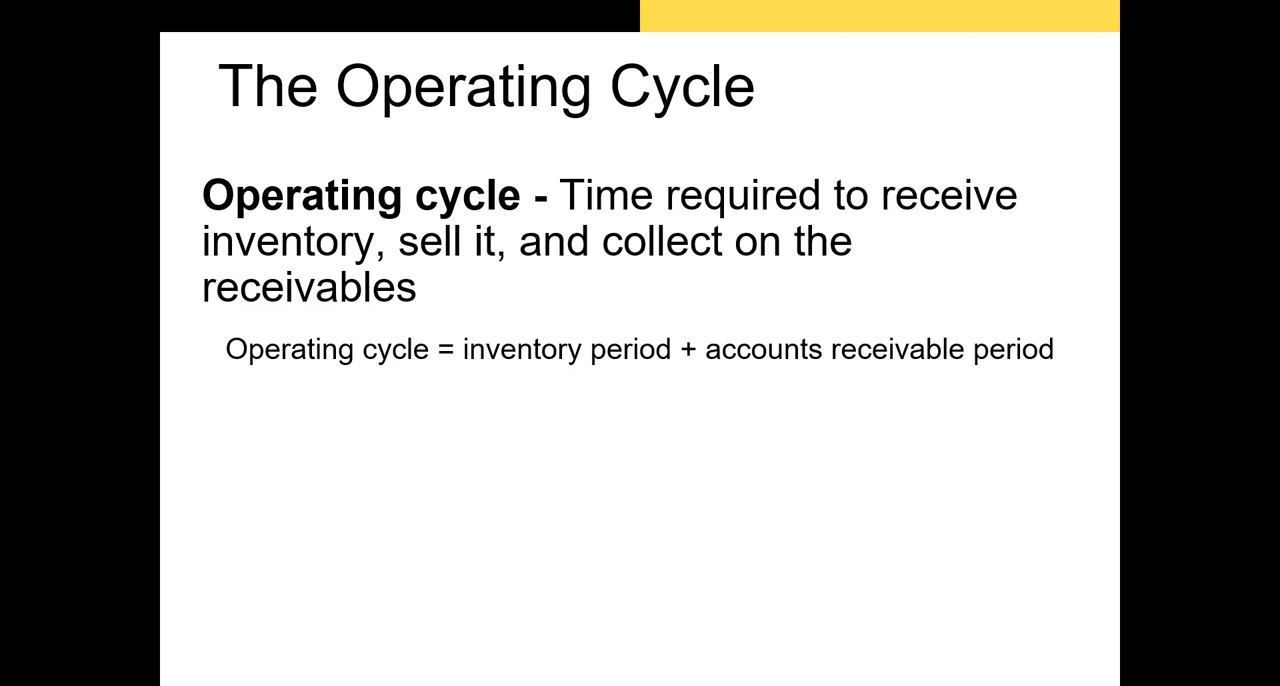 The Operating Cycle
Operating cycle - Time required to receive
inventory, sell it, and collect on the
receivables
Operating cycle = inventory period + accounts receivable period